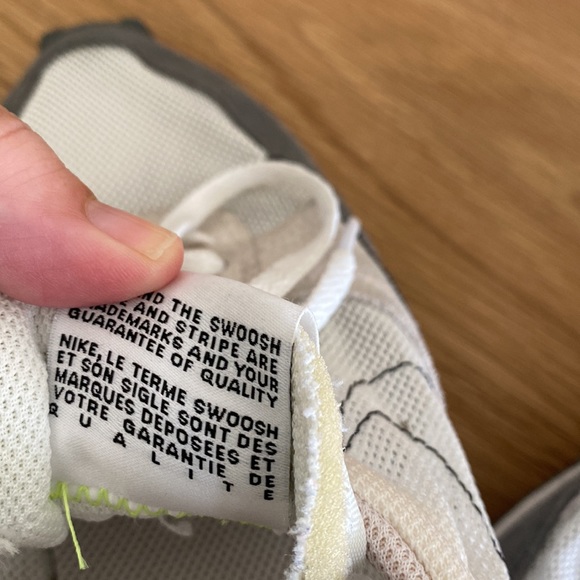 AND THE SWOOSH
AND STRIPE ARE
TRADEMARKS AND YOUR
GUARANTEE OF QUALITY
NIKE, LE TERME SWOOSH
ET SON SIGLE SONT DES
MARQUES DEPOSEES ET
VOTRE GARANTIE DE
QUALITE